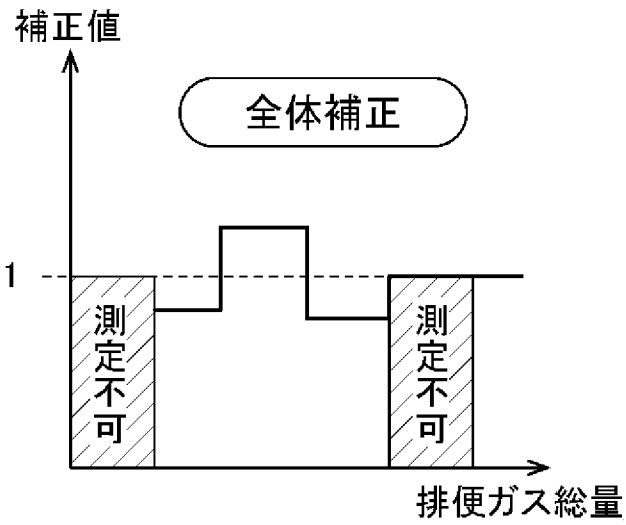 補正値
全体補正
1
測定不可
測定不可
排便ガス総量